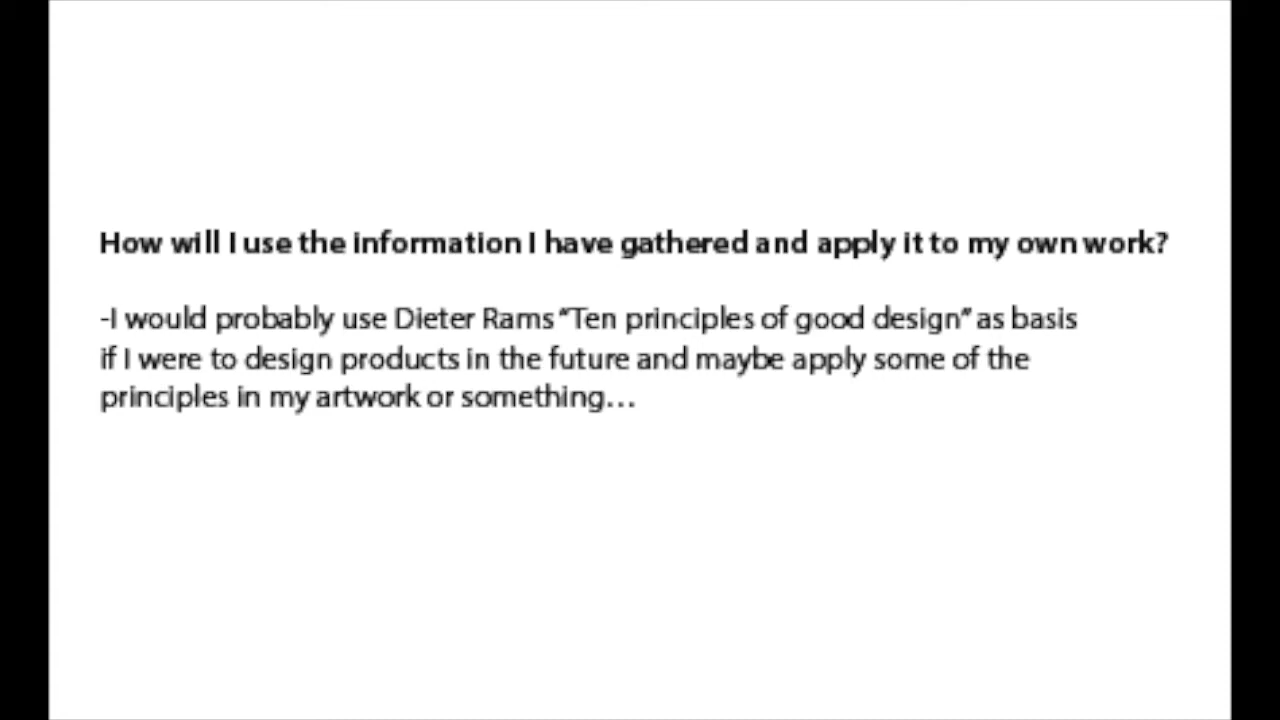 How will I use the information I have gathered and apply it to my own work?
-I would probably use Dieter Rams “Ten principles of good design” as basis
if I were to design products in the future and maybe apply some of the
principles in my artwork or something…